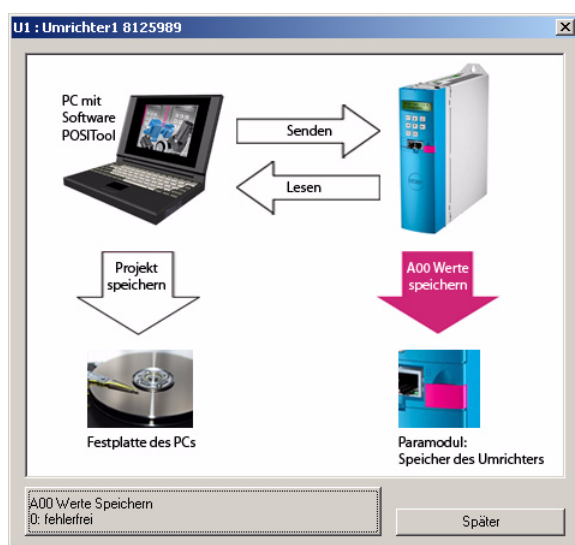 U1 : Umrichter1 8125989
PC mit
Software
POSITool
Senden
Lesen
Projekt
speichern
A00 Werte
speichern
Festplatte des PCs
Paramodul:
Speicher des Umrichters
A00 Werte Speichern
0: fehlerfrei
Später